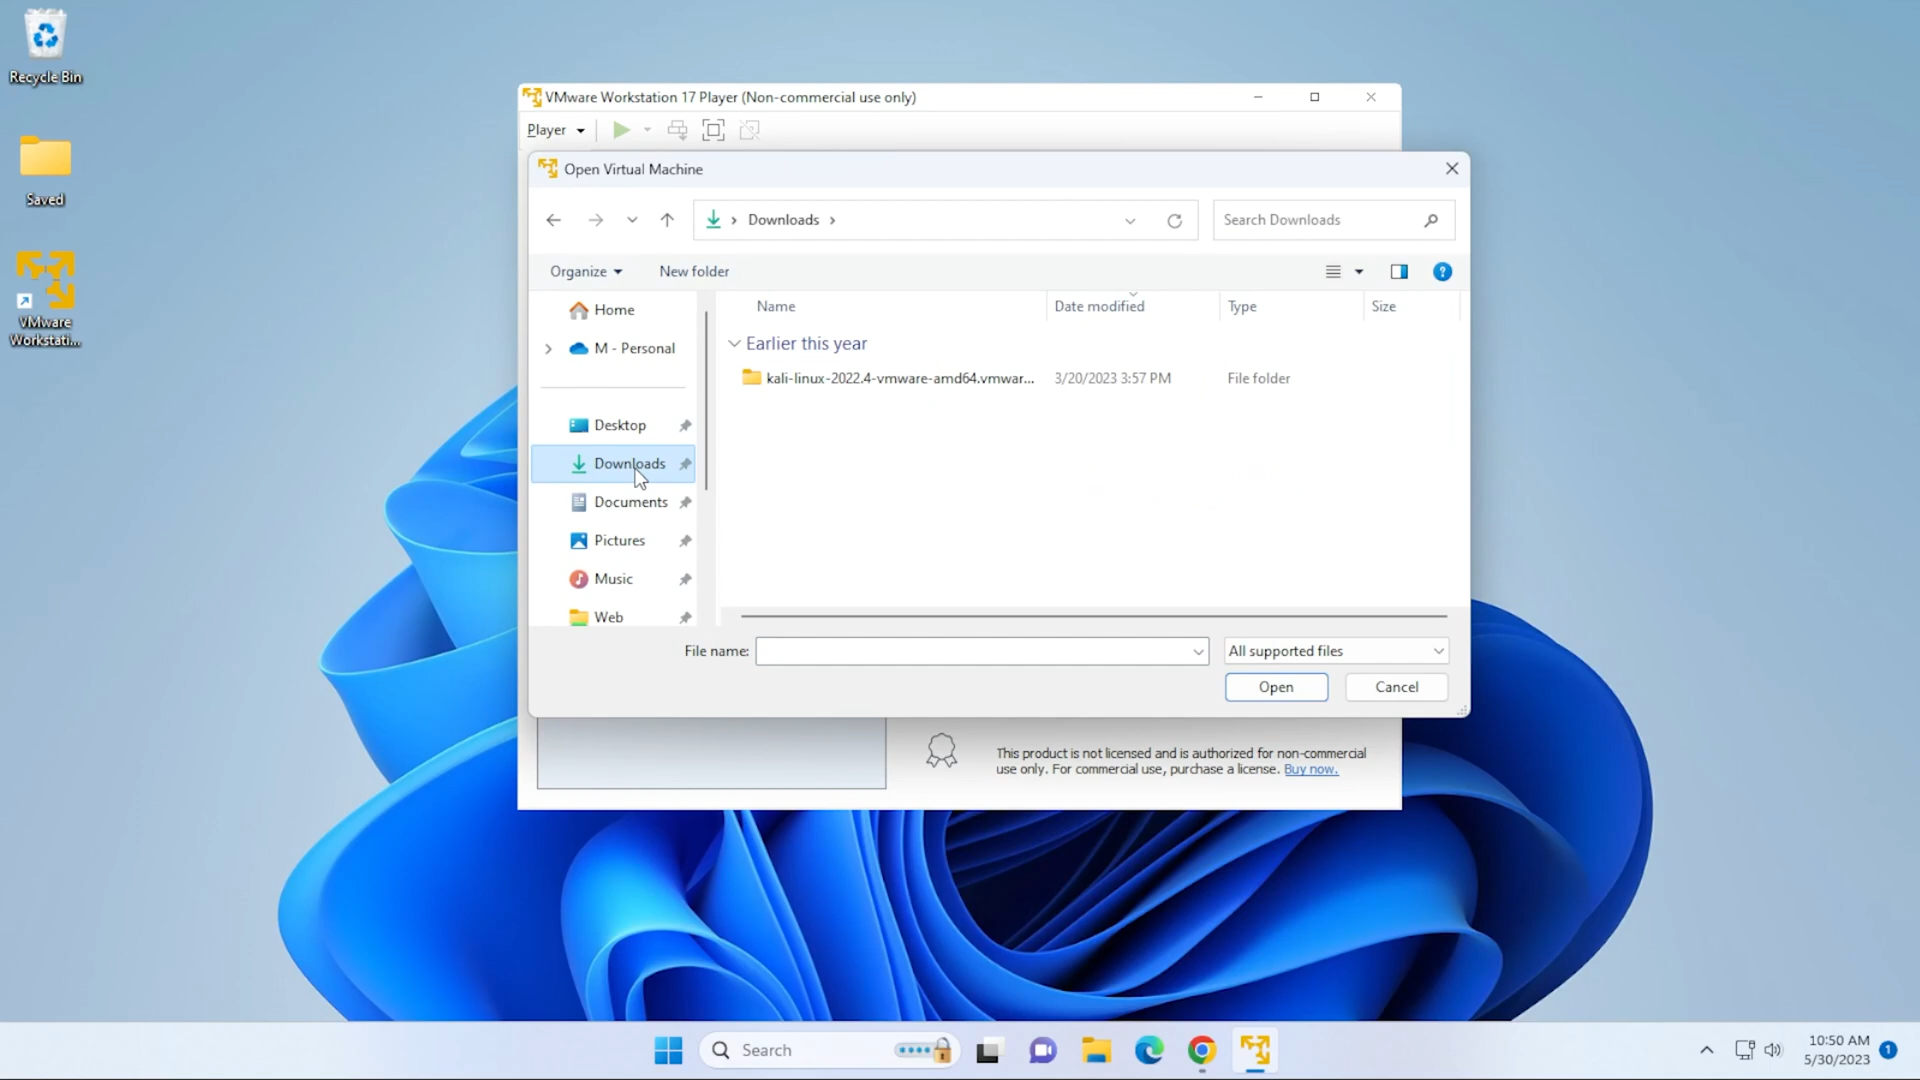 Recycle Bin
Saved
VMware
Workstati...
VMware Workstation 17 Player (Non-commercial use only)
Player
Open Virtual Machine
Downloads
Search Downloads
Organize
New folder
Home
M - Personal
Desktop
Downloads
Documents
Pictures
Music
Web
Name
Date modified
Type
Size
Earlier this year
kali-linux-2022.4-vmware-amd64.vmwar...
3/20/2023 3:57 PM
File folder
File name:
All supported files
Open
Cancel
This product is not licensed and is authorized for non-commercial
use only. For commercial use, purchase a license. Buy now.
Search
10:50 AM
5/30/2023
1